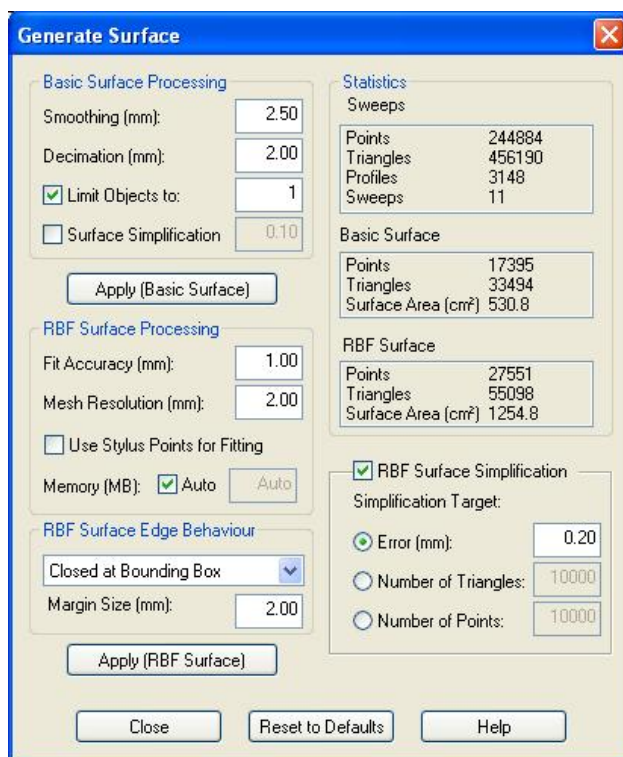 Generate Surface
Basic Surface Processing
Smoothing (mm): 2.50
Decimation (mm): 2.00
Limit Objects to: 1
Surface Simplification 0.10
Apply (Basic Surface)
RBF Surface Processing
Fit Accuracy (mm): 1.00
Mesh Resolution (mm): 2.00
Use Stylus Points for Fitting
Memory (MB): Auto Auto
RBF Surface Edge Behaviour
Closed at Bounding Box
Margin Size (mm): 2.00
Apply (RBF Surface)
Statistics
Sweeps
Points 244884
Triangles 456190
Profiles 3148
Sweeps 11
Basic Surface
Points 17395
Triangles 33494
Surface Area (cm²) 530.8
RBF Surface
Points 27551
Triangles 55098
Surface Area (cm²) 1254.8
RBF Surface Simplification
Simplification Target:
Error (mm): 0.20
Number of Triangles: 10000
Number of Points: 10000
Close Reset to Defaults Help